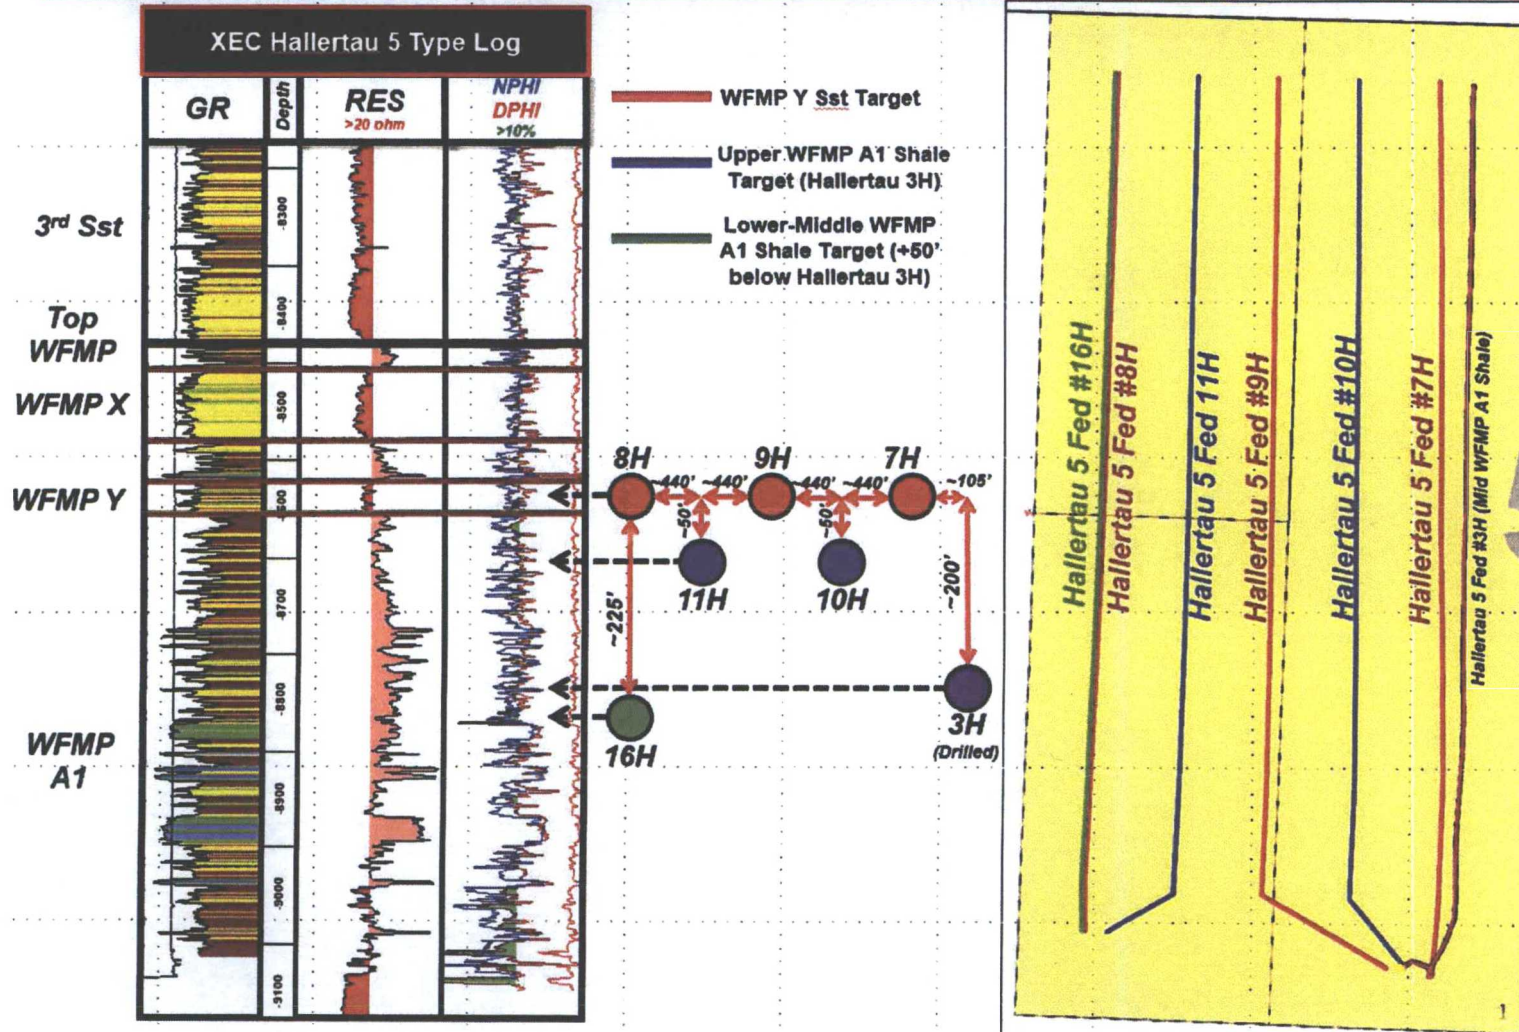 XEC Hallertau 5 Type Log
GR
Depth
RES
>20 ohm
NPHI
DPHI
>10%
3rd Sst
Top
WFMP
WFMP X
WFMP Y
WFMP
A1
-8300
-8400
-8500
-8600
-8700
-8800
-8900
-9000
-9100
WFMP Y Sst Target
Upper WFMP A1 Shale
Target (Hallertau 3H)
Lower-Middle WFMP
A1 Shale Target (+50'
below Hallertau 3H)
8H
9H
7H
~440'
~440'
~440'
~440'
~105'
~50'
~50'
11H
10H
~225'
~200'
16H
3H
(Drilled)
Hallertau 5 Fed #16H
Hallertau 5 Fed #8H
Hallertau 5 Fed 11H
Hallertau 5 Fed #9H
Hallertau 5 Fed #10H
Hallertau 5 Fed #7H
Hallertau 5 Fed #3H (Mid WFMP A1 Shale)
1